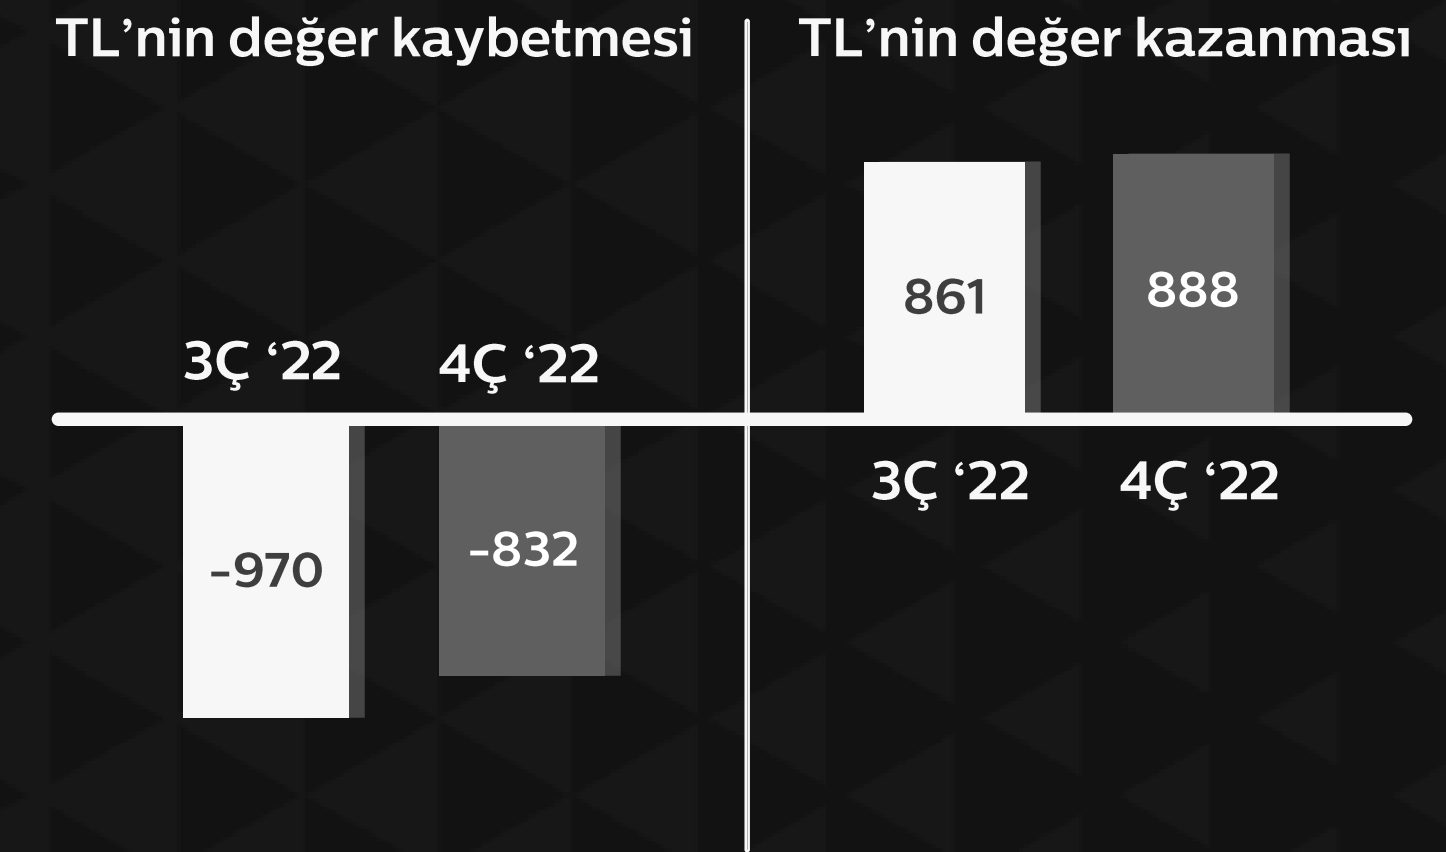 TL’nin değer kaybetmesi
TL’nin değer kazanması
3Ç ‘22
4Ç ‘22
-970
-832
861
888
3Ç ‘22
4Ç ‘22